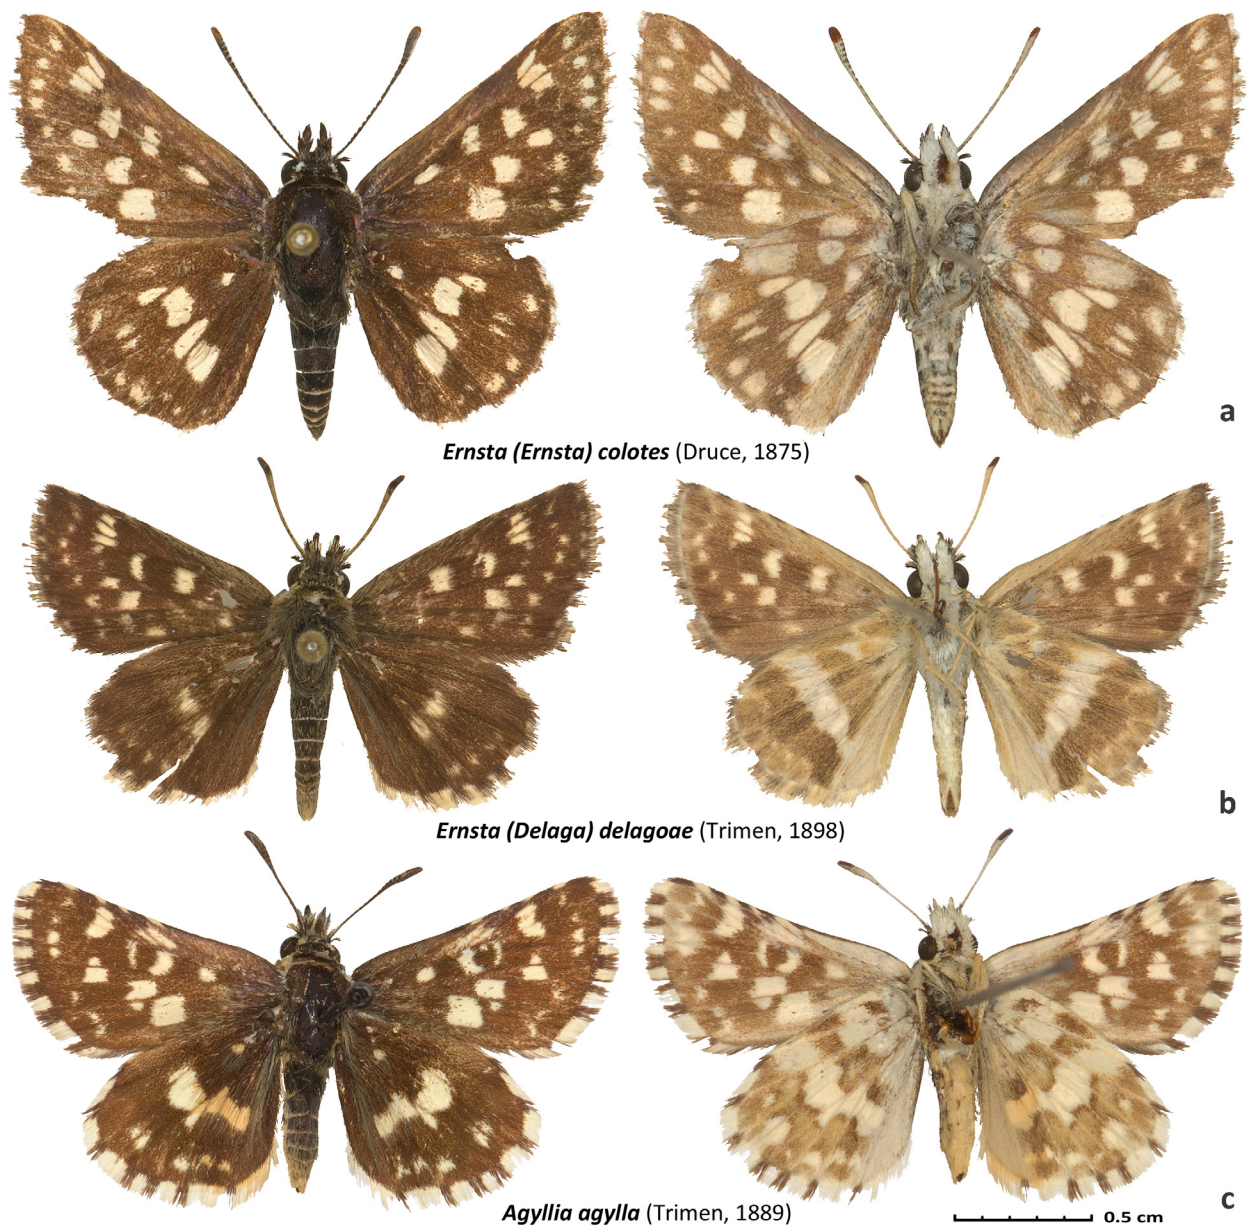 a
Ernsta (Ernsta) colotes (Druce, 1875)
b
Ernsta (Delaga) delagoae (Trimen, 1898)
c
Agyllia agylla (Trimen, 1889)
0.5 cm